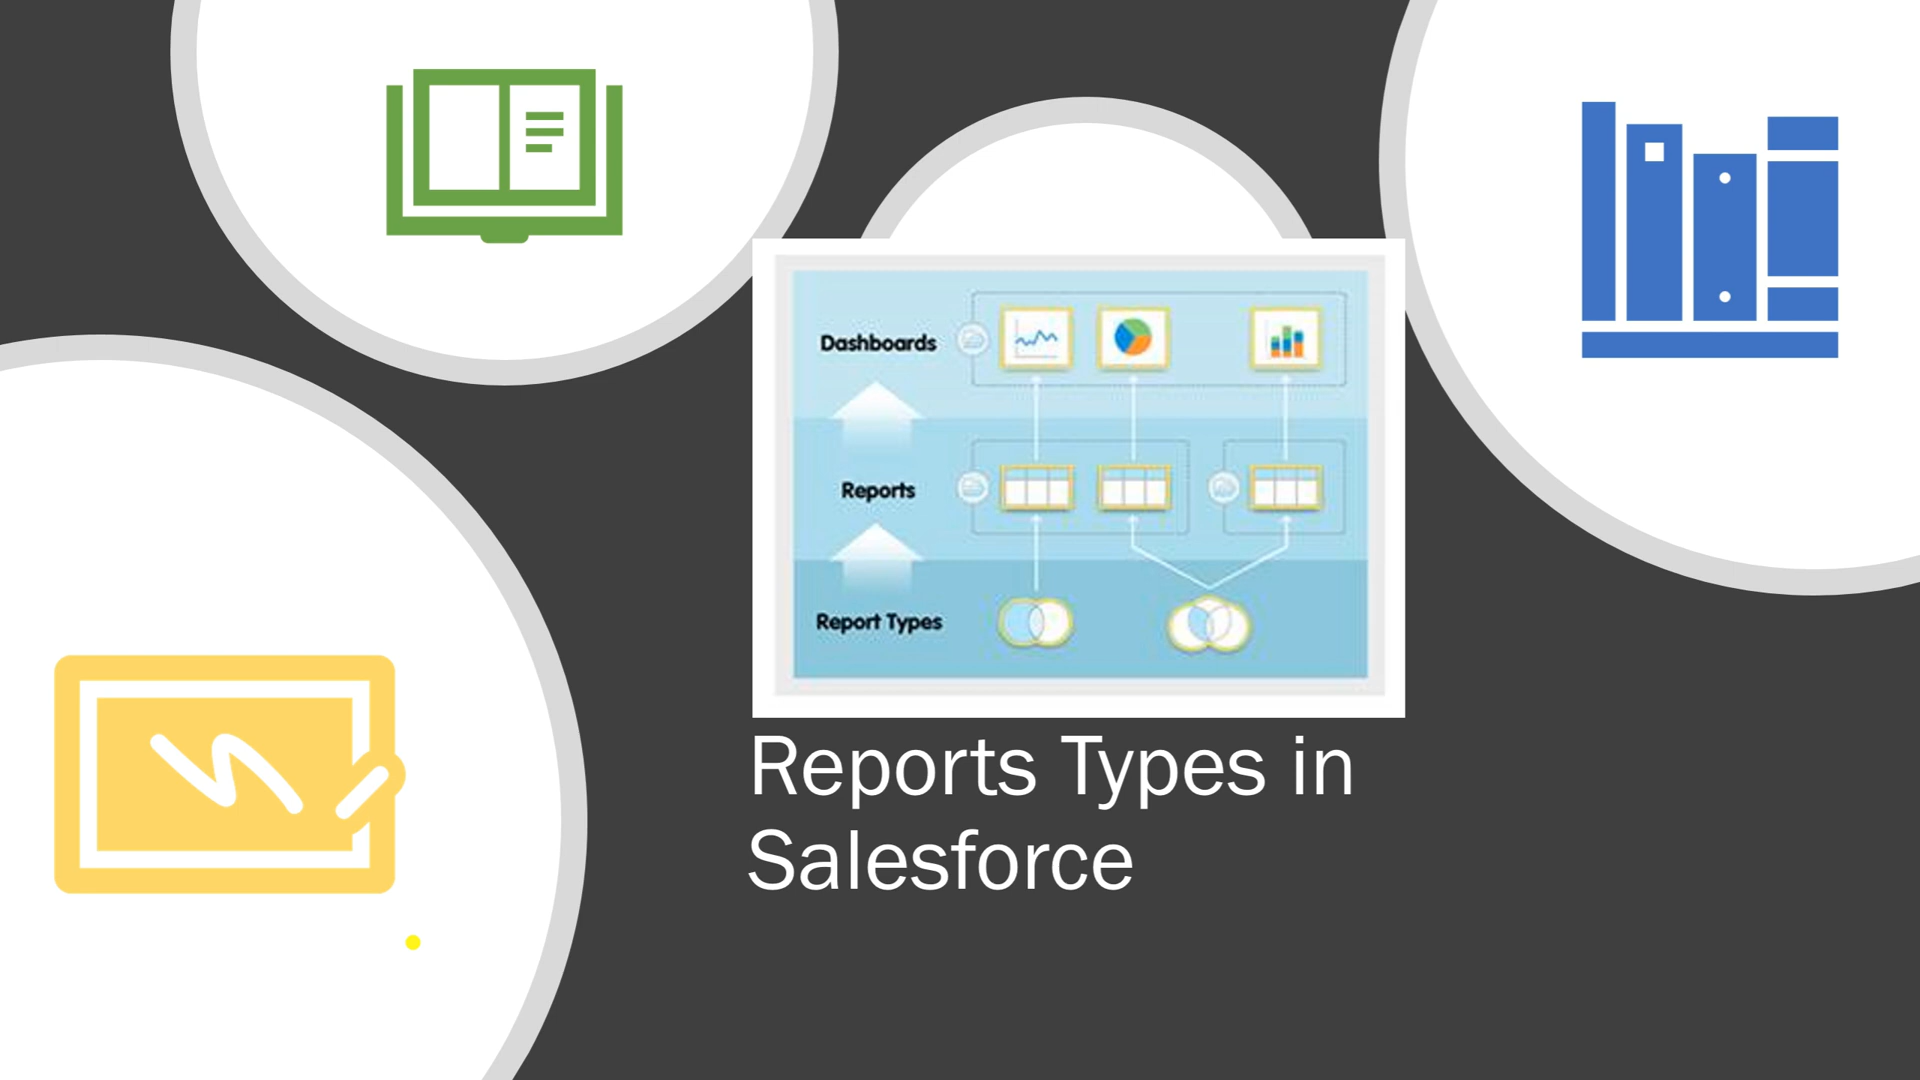 Dashboards
Reports
Report Types
Reports Types in
Salesforce